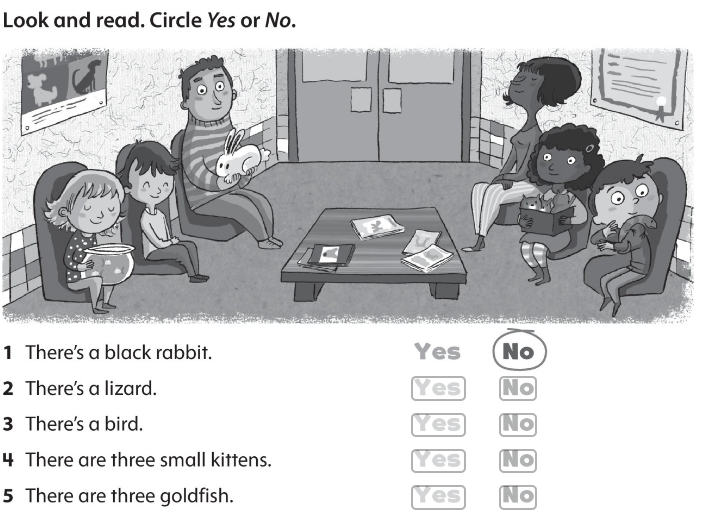 Look and read. Circle Yes or No.
1 There's a black rabbit. Yes No
2 There's a lizard. Yes No
3 There's a bird. Yes No
4 There are three small kittens. Yes No
5 There are three goldfish. Yes No